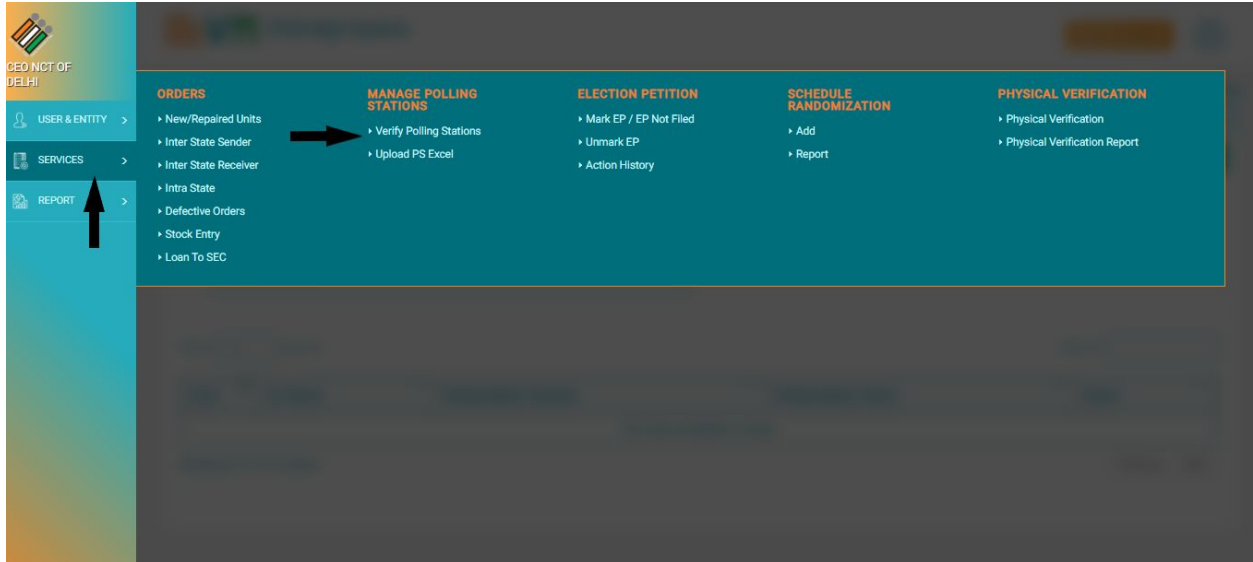 CEO NCT OF
DELHI
USER & ENTITY
SERVICES
REPORT
ORDERS
New/Repaired Units
Inter State Sender
Inter State Receiver
Intra State
Defective Orders
Stock Entry
Loan To SEC
MANAGE POLLING
STATIONS
Verify Polling Stations
Upload PS Excel
ELECTION PETITION
Mark EP / EP Not Filed
Unmark EP
Action History
SCHEDULE
RANDOMIZATION
Add
Report
PHYSICAL VERIFICATION
Physical Verification
Physical Verification Report